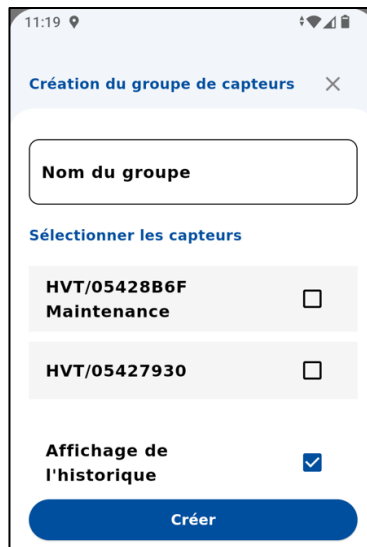 11:19
Création du groupe de capteurs
Nom du groupe
Sélectionner les capteurs
HVT/05428B6F
Maintenance
HVT/05427930
Affichage de
l'historique
Créer